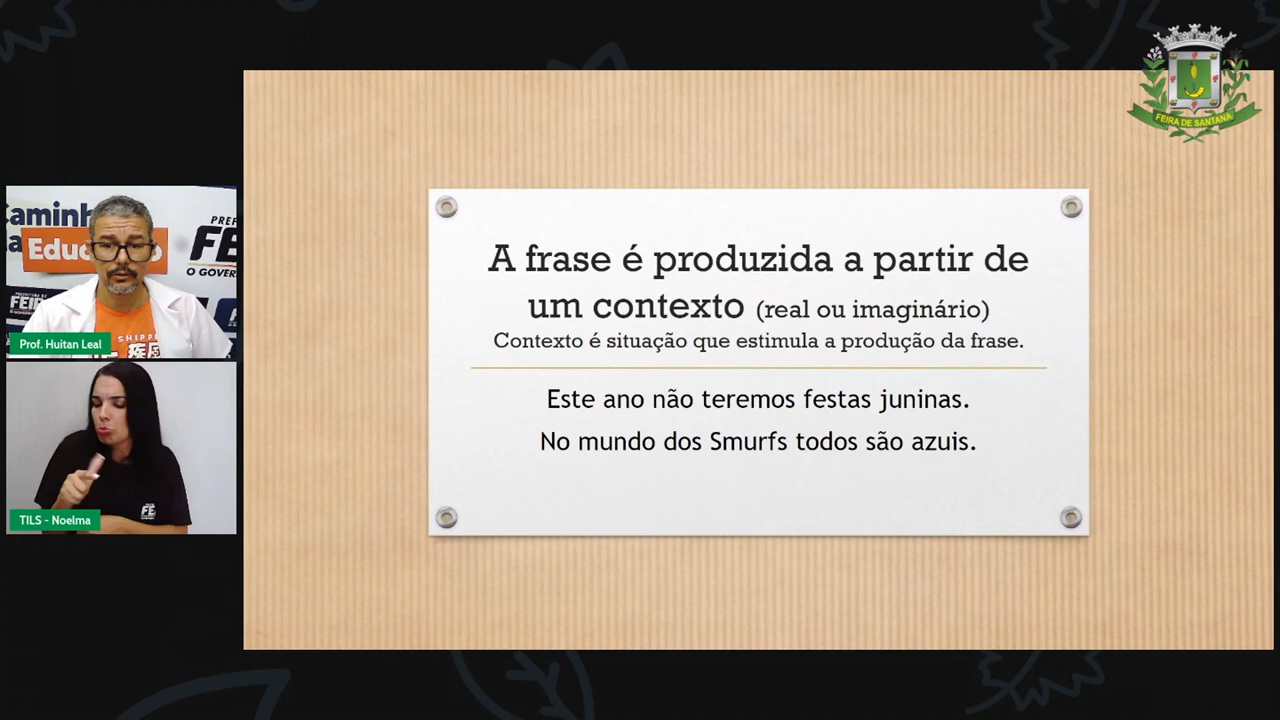 FEIRA DE SANTANA
A frase é produzida a partir de
um contexto (real ou imaginário)
Contexto é situação que estimula a produção da frase.
Este ano não teremos festas juninas.
No mundo dos Smurfs todos são azuis.
Prof. Huitan Leal
TILS - Noelma